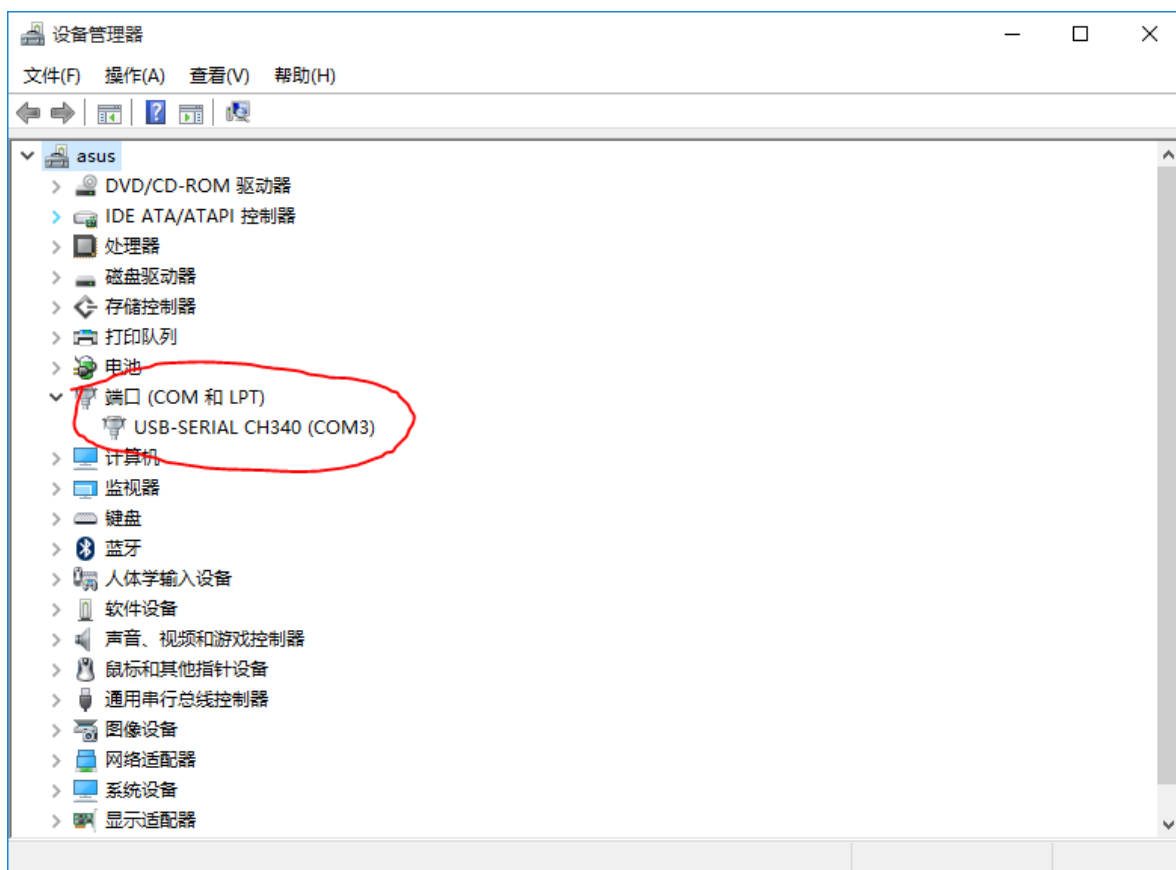 设备管理器
文件(F) 操作(A) 查看(V) 帮助(H)
asus
DVD/CD-ROM 驱动器
IDE ATA/ATAPI 控制器
处理器
磁盘驱动器
存储控制器
打印队列
电池
端口 (COM 和 LPT)
USB-SERIAL CH340 (COM3)
计算机
监视器
键盘
蓝牙
人体学输入设备
软件设备
声音、视频和游戏控制器
鼠标和其他指针设备
通用串行总线控制器
图像设备
网络适配器
系统设备
显示适配器